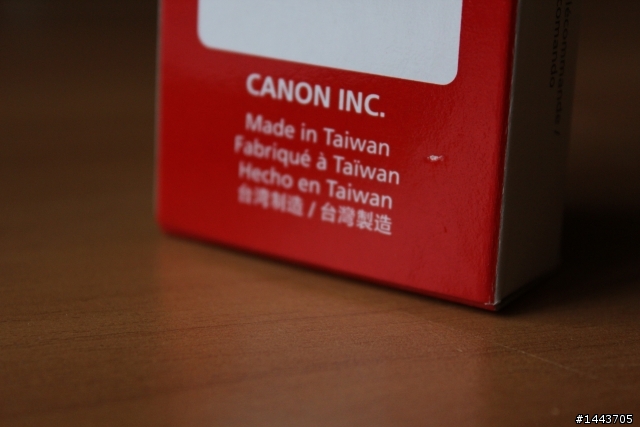 CANON INC.
Made in Taiwan
Fabriqué à Taïwan
Hecho en Taiwan
台湾制造 / 台灣製造
#1443705